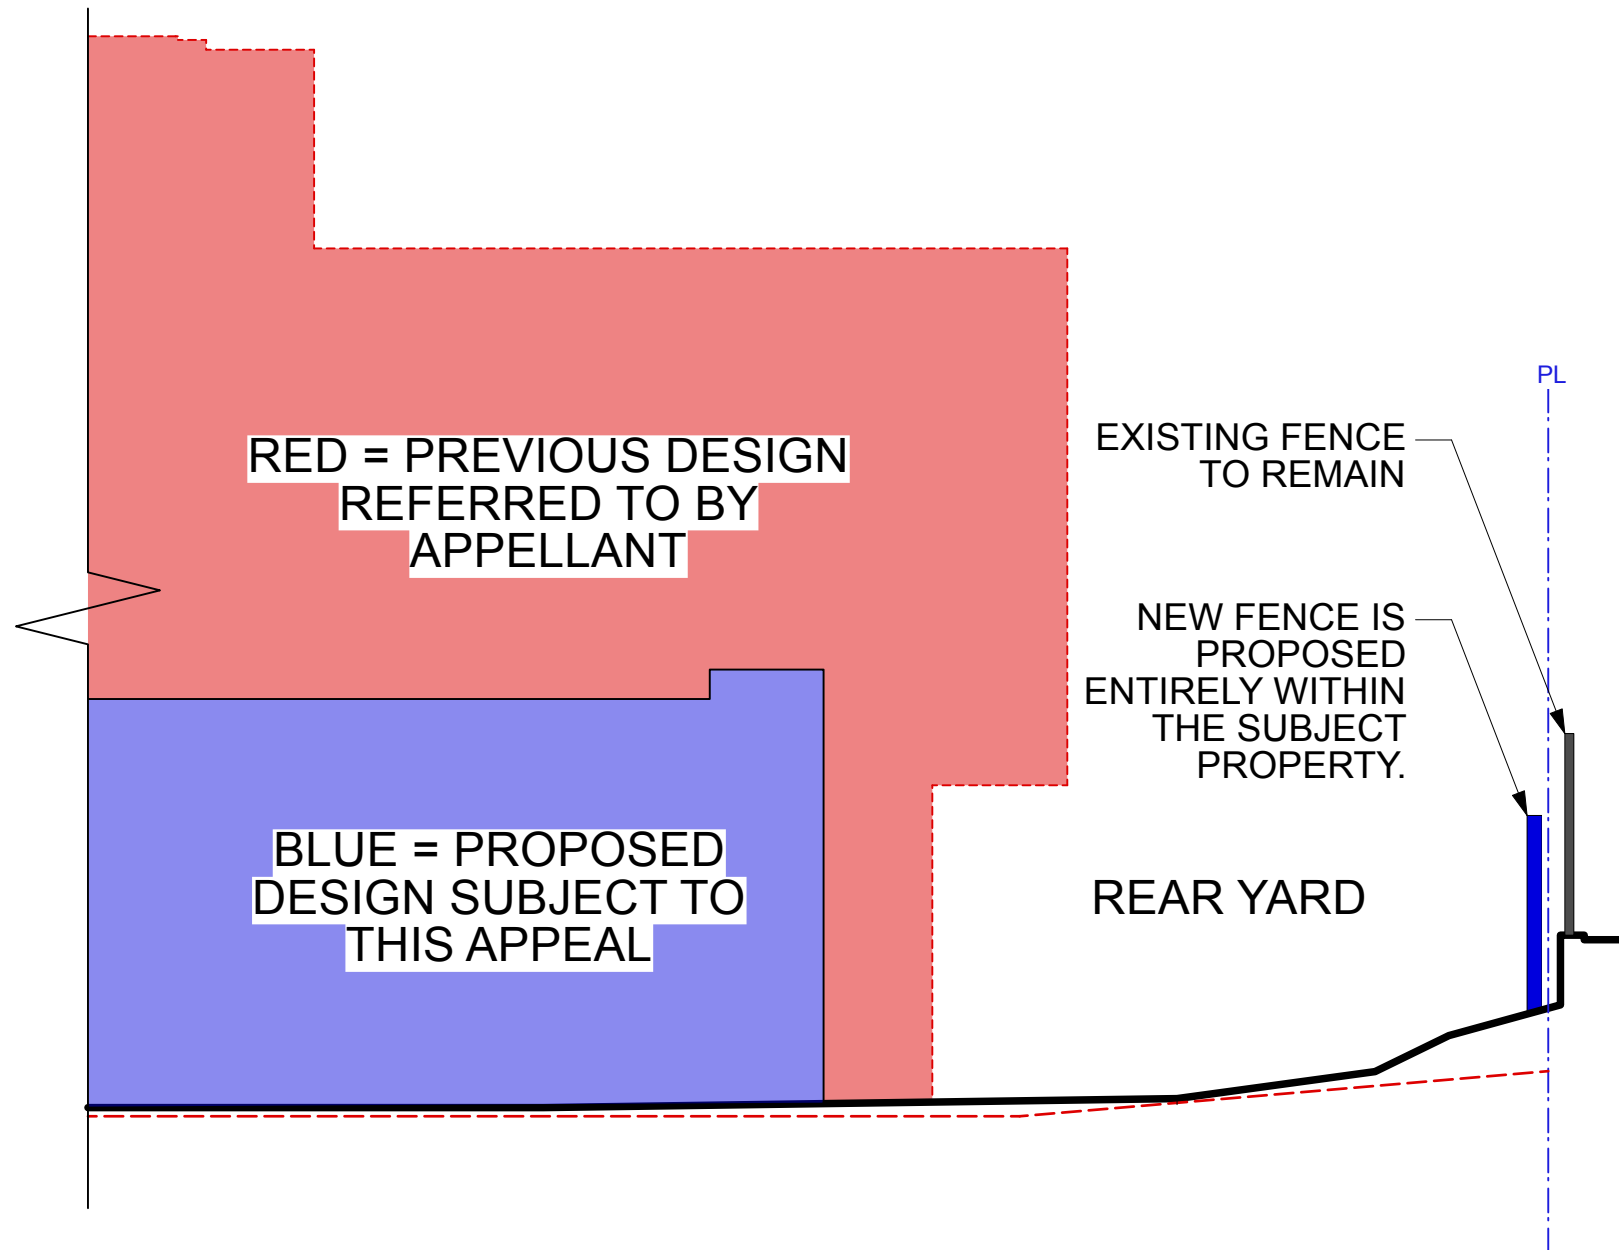 PL
EXISTING FENCE
TO REMAIN
RED = PREVIOUS DESIGN
REFERRED TO BY
APPELLANT
NEW FENCE IS
PROPOSED
ENTIRELY WITHIN
THE SUBJECT
PROPERTY.
BLUE = PROPOSED
DESIGN SUBJECT TO
THIS APPEAL
REAR YARD